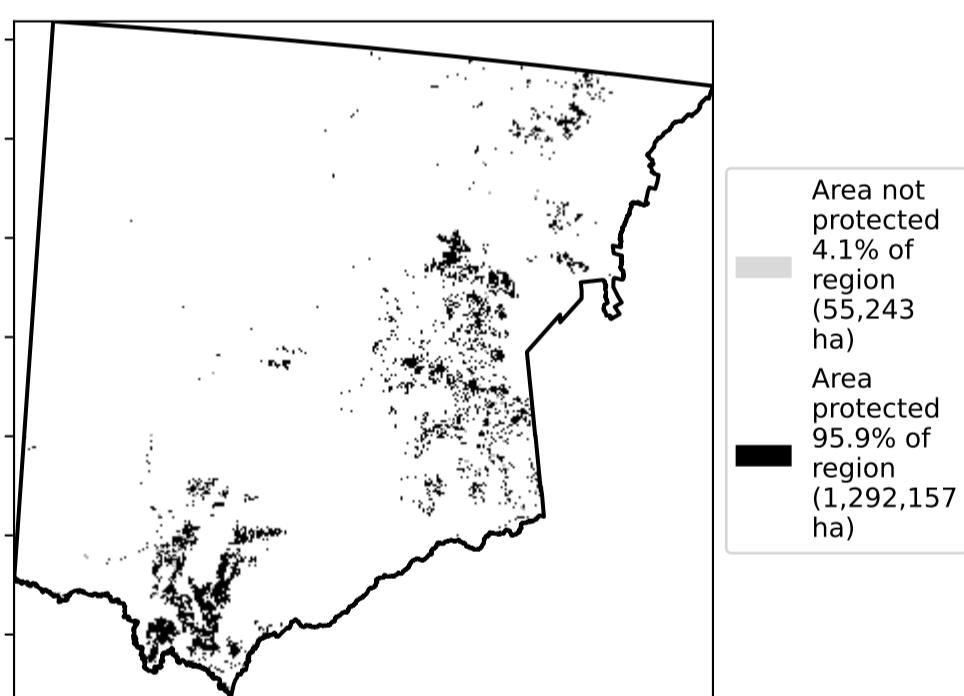 Area not
protected
4.1% of
region
(55,243
ha)
Area
protected
95.9% of
region
(1,292,157
ha)